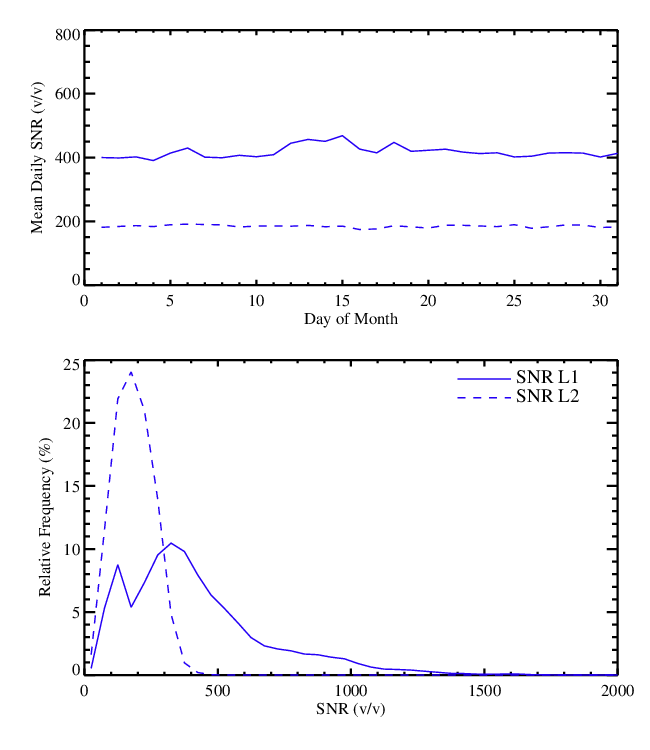 800
600
400
200
0
Mean Daily SNR (v/v)
0 5 10 15 20 25 30
Day of Month
25
20
15
10
5
0
Relative Frequency (%)
SNR L1
SNR L2
0 500 1000 1500 2000
SNR (v/v)